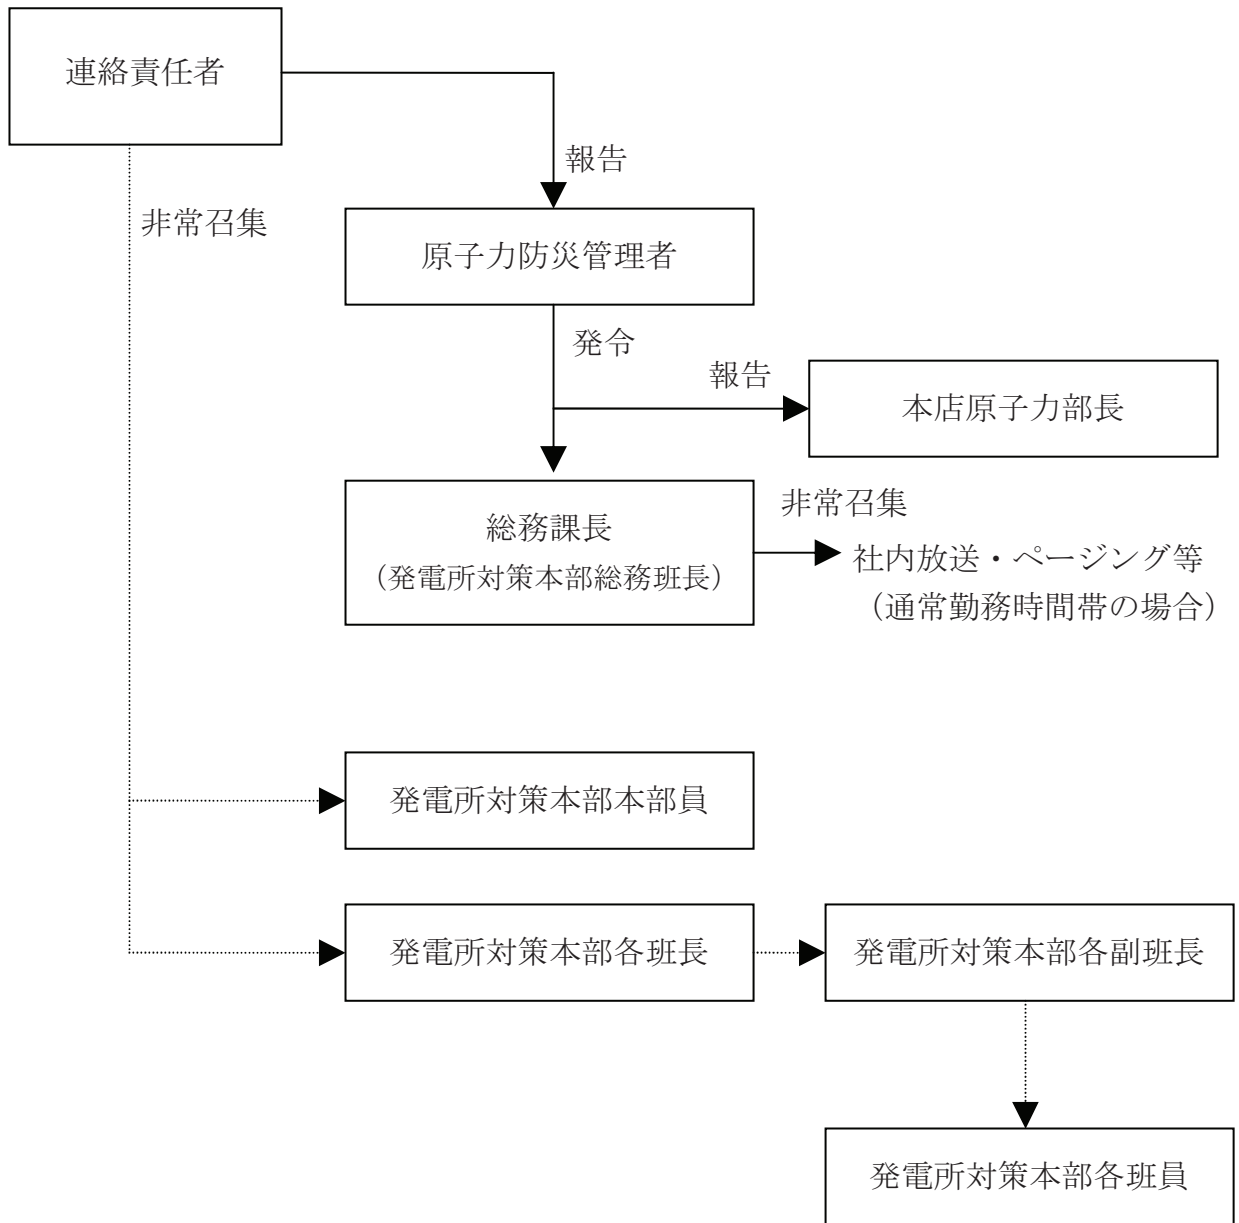 連絡責任者
報告
非常召集
原子力防災管理者
発令
報告
本店原子力部長
総務課長
（発電所対策本部総務班長）
非常召集
社内放送・ページング等
（通常勤務時間帯の場合）
発電所対策本部本部員
発電所対策本部各班長
発電所対策本部各副班長
発電所対策本部各班員